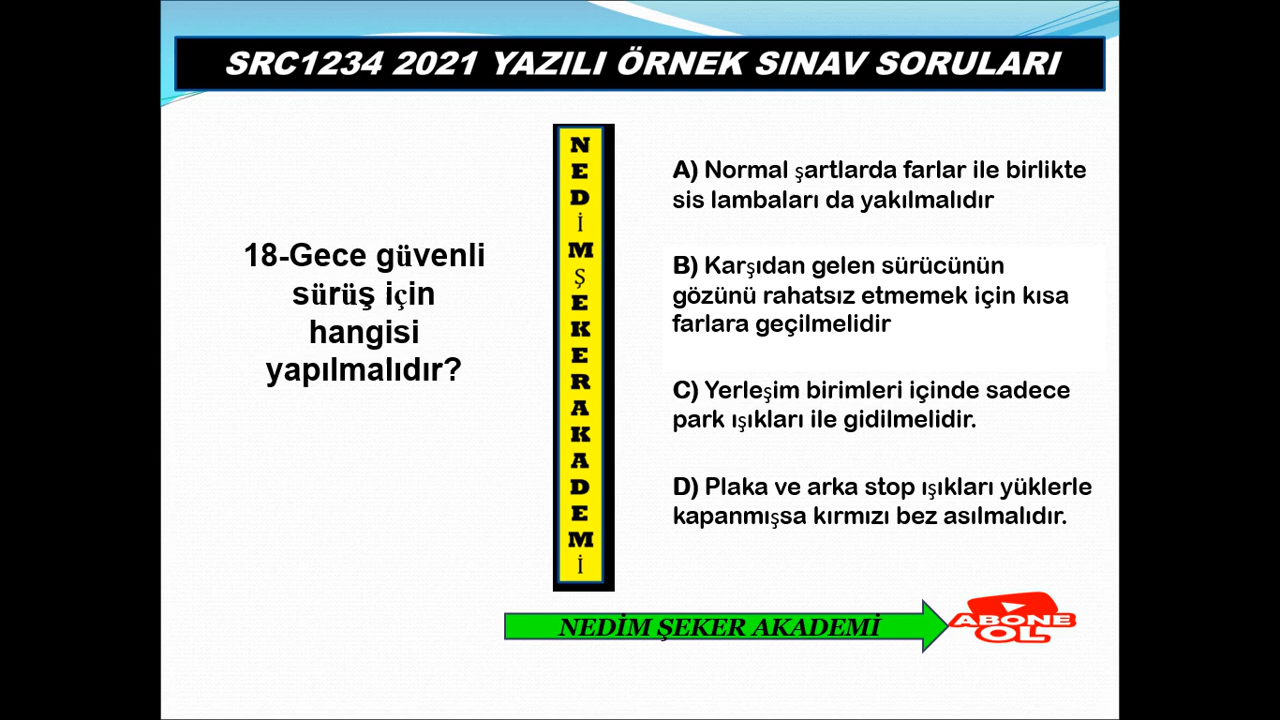 SRC1234 2021 YAZILI ÖRNEK SINAV SORULARI
18-Gece güvenli
sürüş için
hangisi
yapılmalıdır?
N
E
D
İ
M
Ş
E
K
E
R
A
K
A
D
E
M
İ
A) Normal şartlarda farlar ile birlikte
sis lambaları da yakılmalıdır
B) Karşıdan gelen sürücünün
gözünü rahatsız etmemek için kısa
farlara geçilmelidir
C) Yerleşim birimleri içinde sadece
park ışıkları ile gidilmelidir.
D) Plaka ve arka stop ışıkları yüklerle
kapanmışsa kırmızı bez asılmalıdır.
NEDİM ŞEKER AKADEMİ
ABONE
OL